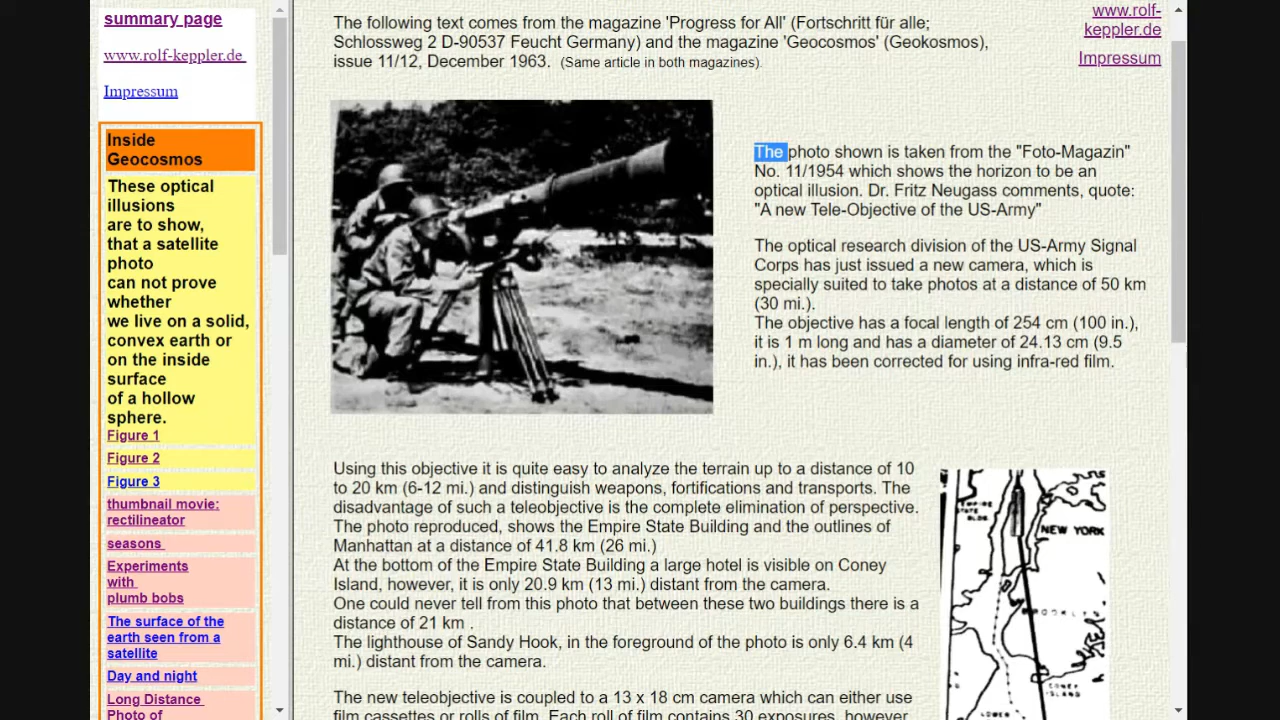 summary page
www.rolf-keppler.de
Impressum
Inside
Geocosmos
These optical
illusions
are to show,
that a satellite
photo
can not prove
whether
we live on a solid,
convex earth or
on the inside
surface
of a hollow
sphere.
Figure 1
Figure 2
Figure 3
thumbnail movie:
rectilineator
seasons
Experiments
with
plumb bobs
The surface of the
earth seen from a
satellite
Day and night
Long Distance
Photo of
The following text comes from the magazine 'Progress for All' (Fortschritt für alle;
Schlossweg 2 D-90537 Feucht Germany) and the magazine 'Geocosmos' (Geokosmos),
issue 11/12, December 1963. (Same article in both magazines).
www.rolf-
keppler.de
Impressum
The photo shown is taken from the "Foto-Magazin"
No. 11/1954 which shows the horizon to be an
optical illusion. Dr. Fritz Neugass comments, quote:
"A new Tele-Objective of the US-Army"
The optical research division of the US-Army Signal
Corps has just issued a new camera, which is
specially suited to take photos at a distance of 50 km
(30 mi.).
The objective has a focal length of 254 cm (100 in.),
it is 1 m long and has a diameter of 24.13 cm (9.5
in.), it has been corrected for using infra-red film.
Using this objective it is quite easy to analyze the terrain up to a distance of 10
to 20 km (6-12 mi.) and distinguish weapons, fortifications and transports. The
disadvantage of such a teleobjective is the complete elimination of perspective.
The photo reproduced, shows the Empire State Building and the outlines of
Manhattan at a distance of 41.8 km (26 mi.)
At the bottom of the Empire State Building a large hotel is visible on Coney
Island, however, it is only 20.9 km (13 mi.) distant from the camera.
One could never tell from this photo that between these two buildings there is a
distance of 21 km .
The lighthouse of Sandy Hook, in the foreground of the photo is only 6.4 km (4
mi.) distant from the camera.
The new teleobjective is coupled to a 13 x 18 cm camera which can either use
film cassettes or rolls of film. Each roll of film contains 30 exposures, however
EMPIRE
STATE
BLDG.
NEW YORK
BROOKLYN
CONEY
ISLAND
LOWER